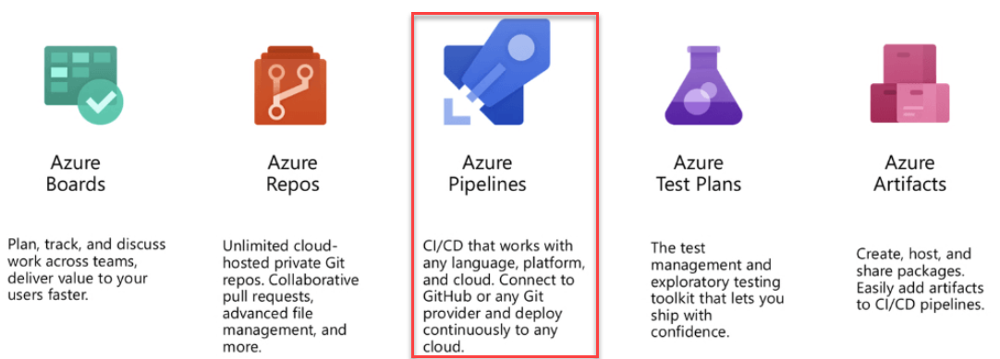 Azure
Boards
Plan, track, and discuss
work across teams,
deliver value to your
users faster.
Azure
Repos
Unlimited cloud-
hosted private Git
repos. Collaborative
pull requests,
advanced file
management, and
more.
Azure
Pipelines
CI/CD that works with
any language, platform,
and cloud. Connect to
GitHub or any Git
provider and deploy
continuously to any
cloud.
Azure
Test Plans
The test
management and
exploratory testing
toolkit that lets you
ship with
confidence.
Azure
Artifacts
Create, host, and
share packages.
Easily add artifacts
to CI/CD pipelines.